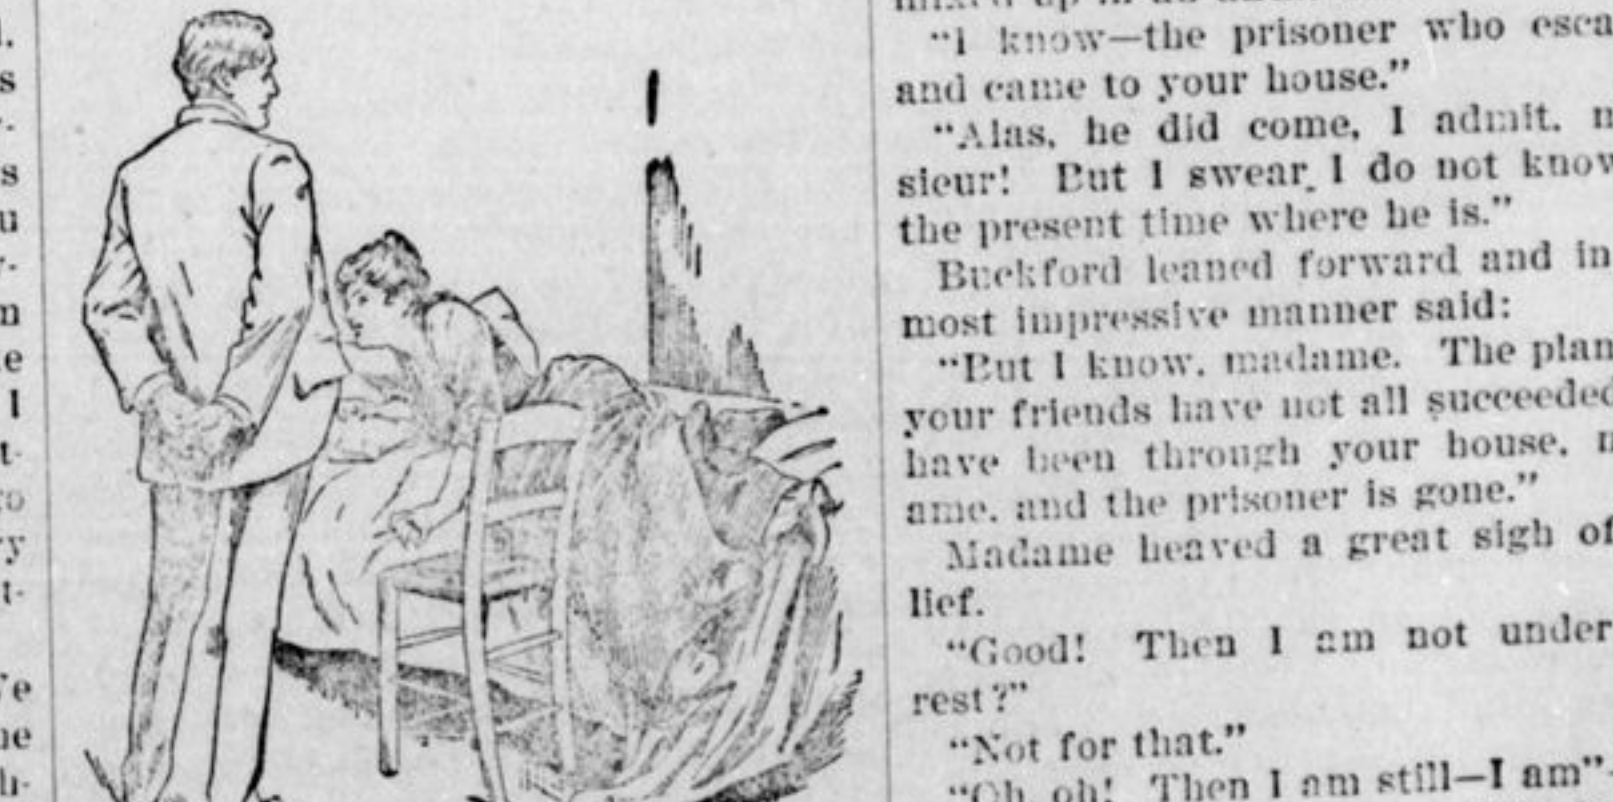 s
s
u
m
e
I
t-
ry
t-
e
ne
h-
"I know—the prisoner who esca
and came to your house."
"Alas, he did come, I admit, m
sieur! But I swear I do not know
the present time where he is."
Buckford leaned forward and in
most impressive manner said:
"But I know, madame. The plan
your friends have not all succeeded
have been through your house, m
ame, and the prisoner is gone."
Madame heaved a great sigh of
lief.
"Good! Then I am not under
rest?"
"Not for that."
"Oh, oh! Then I am still—I am"